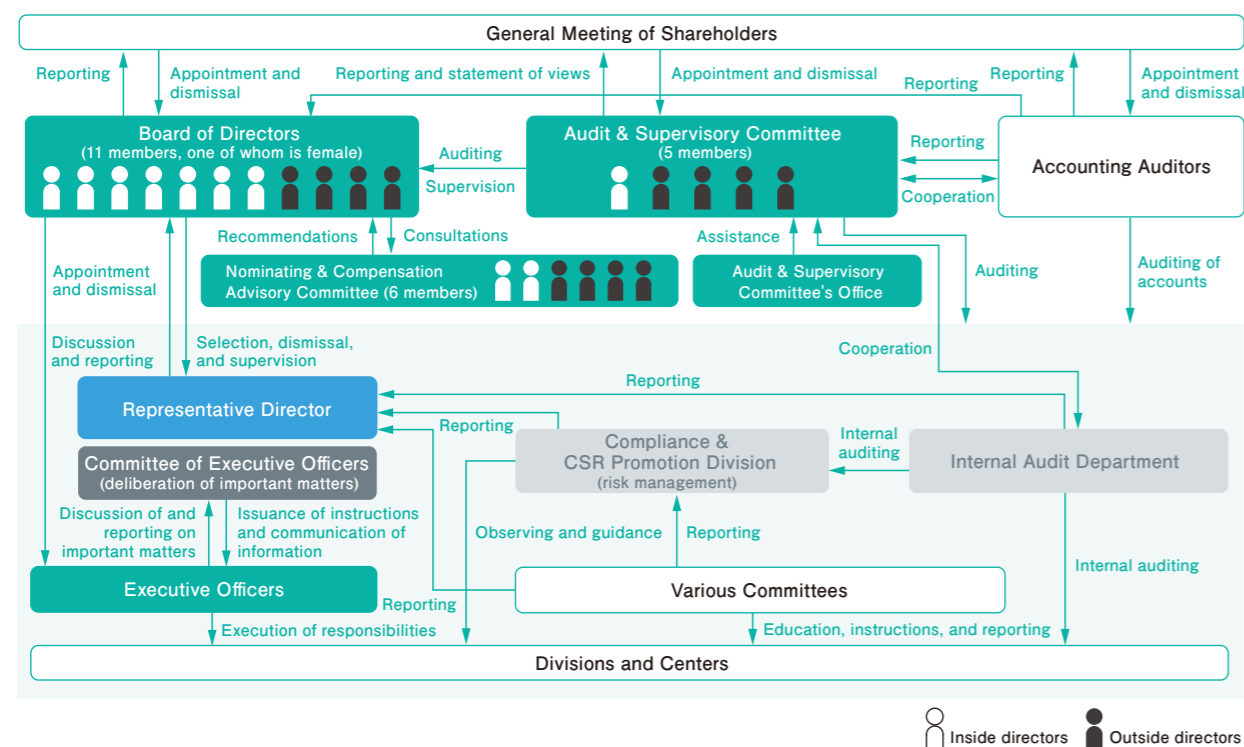 General Meeting of Shareholders
Reporting
Appointment and
dismissal
Reporting and statement of views
Appointment and dismissal
Reporting
Reporting
Appointment
and dismissal
Board of Directors
(11 members, one of whom is female)
Auditing
Supervision
Audit & Supervisory Committee
(5 members)
Reporting
Cooperation
Accounting Auditors
Recommendations
Consultations
Assistance
Appointment
and dismissal
Nominating & Compensation
Advisory Committee (6 members)
Audit & Supervisory
Committee's Office
Auditing
Auditing of
accounts
Discussion
and reporting
Selection, dismissal,
and supervision
Cooperation
Reporting
Representative Director
Reporting
Compliance &
CSR Promotion Division
(risk management)
Internal
auditing
Internal Audit Department
Committee of Executive Officers
(deliberation of important matters)
Discussion of and
reporting on
important matters
Issuance of instructions
and communication of
information
Observing and guidance
Reporting
Internal auditing
Executive Officers
Reporting
Various Committees
Execution of responsibilities
Education, instructions, and reporting
Divisions and Centers
Inside directors
Outside directors